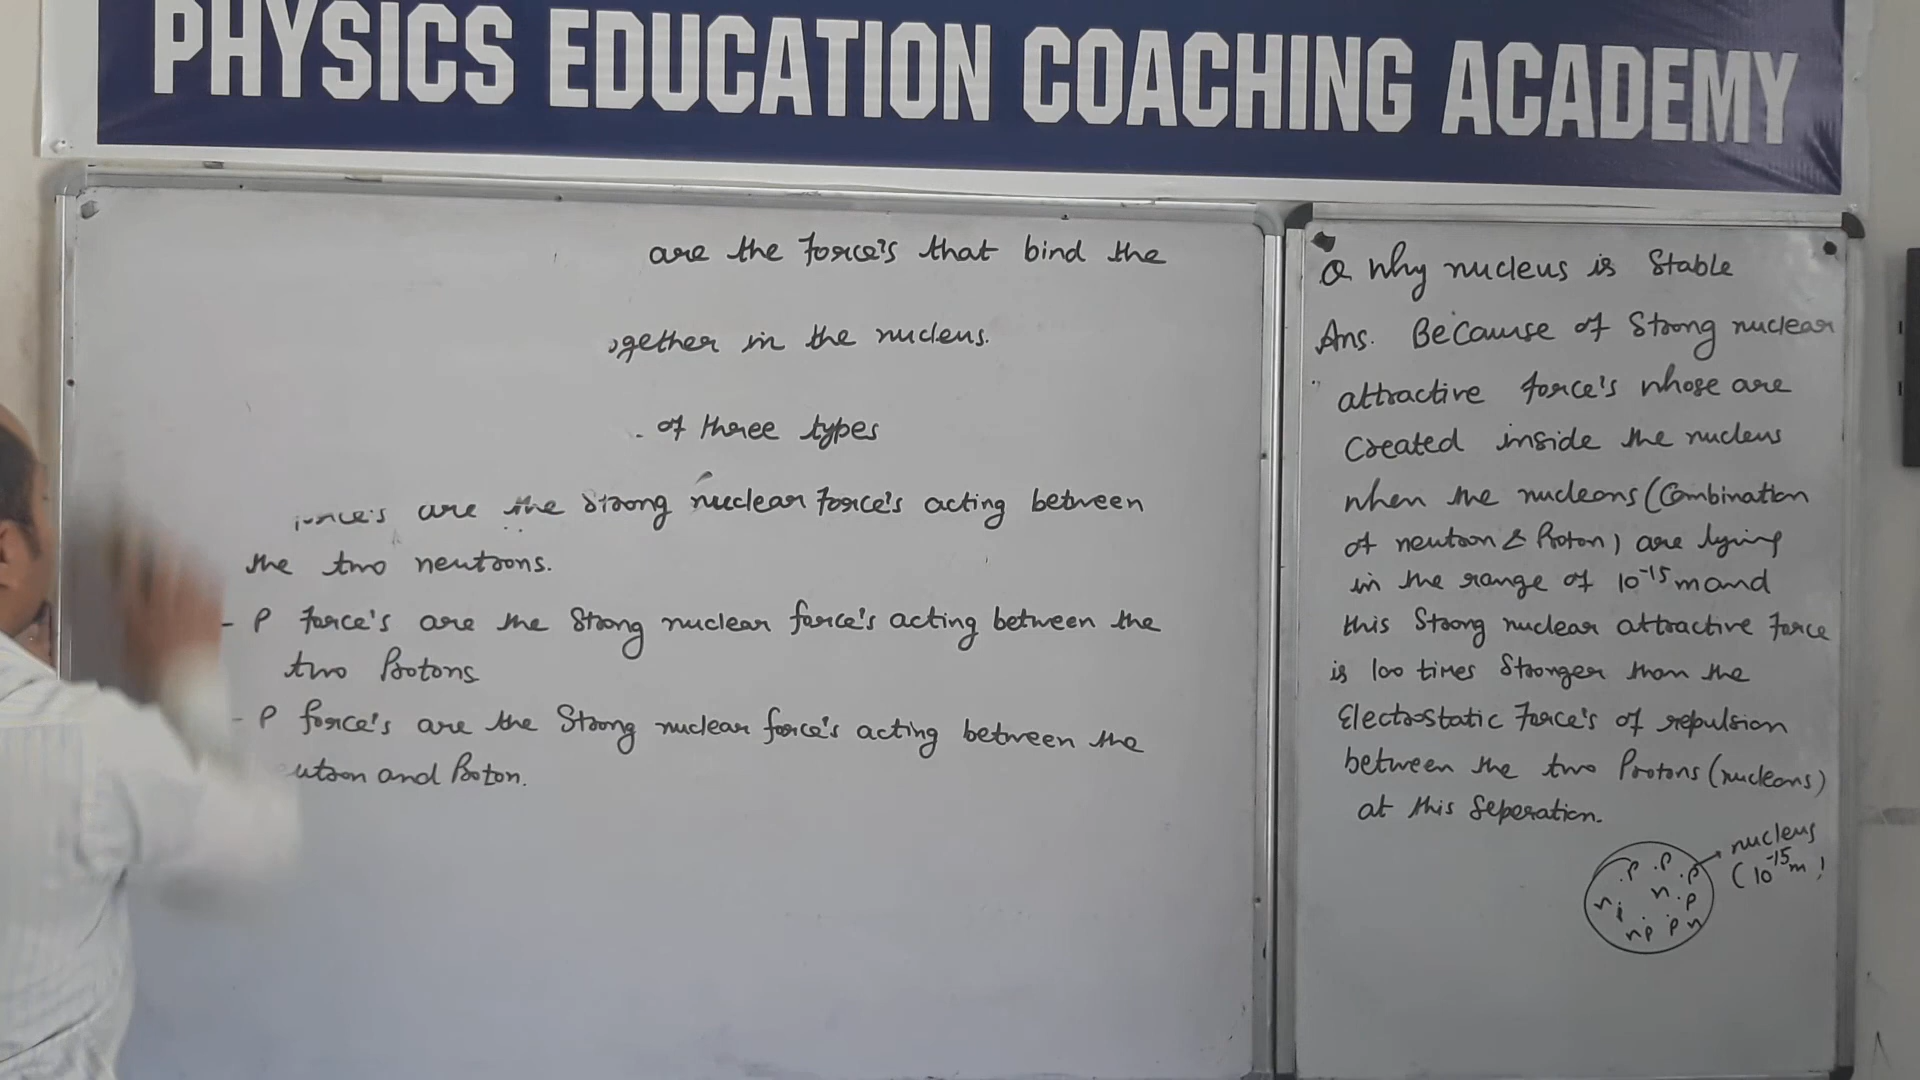 PHYSICS EDUCATION COACHING ACADEMY
are the force's that bind the
ogether in the nucleus.
of three types
are the strong nuclear force's acting between
the two neutrons.
- P force's are the strong nuclear force's acting between the
two Protons
- P force's are the Strong nuclear force's acting between the
utron and Proton.
Q Why nucleus is Stable
Ans. Because of Strong nuclear
attractive force's whose are
Created inside the nucleus
when the nucleons (Combination
of neutron & Proton) are lying
in the range of 10⁻¹⁵ m and
this Strong nuclear attractive force
is 100 times Stronger than the
Electrostatic Force's of repulsion
between the two Protons (nucleons)
at this Seperation.
nucleus
(10⁻¹⁵m)
P P P
n P
n
n P P n